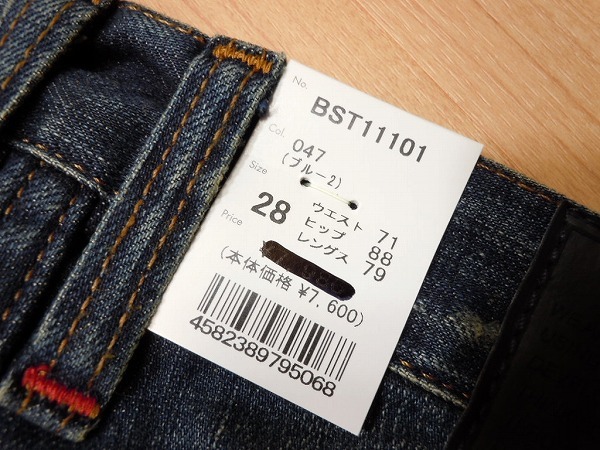 No. BST11101
Col. 047
(ブルー2)
Size 28 ウエスト 71
ヒップ 88
レングス 79
Price
(本体価格 ¥7,600)
4582389795068